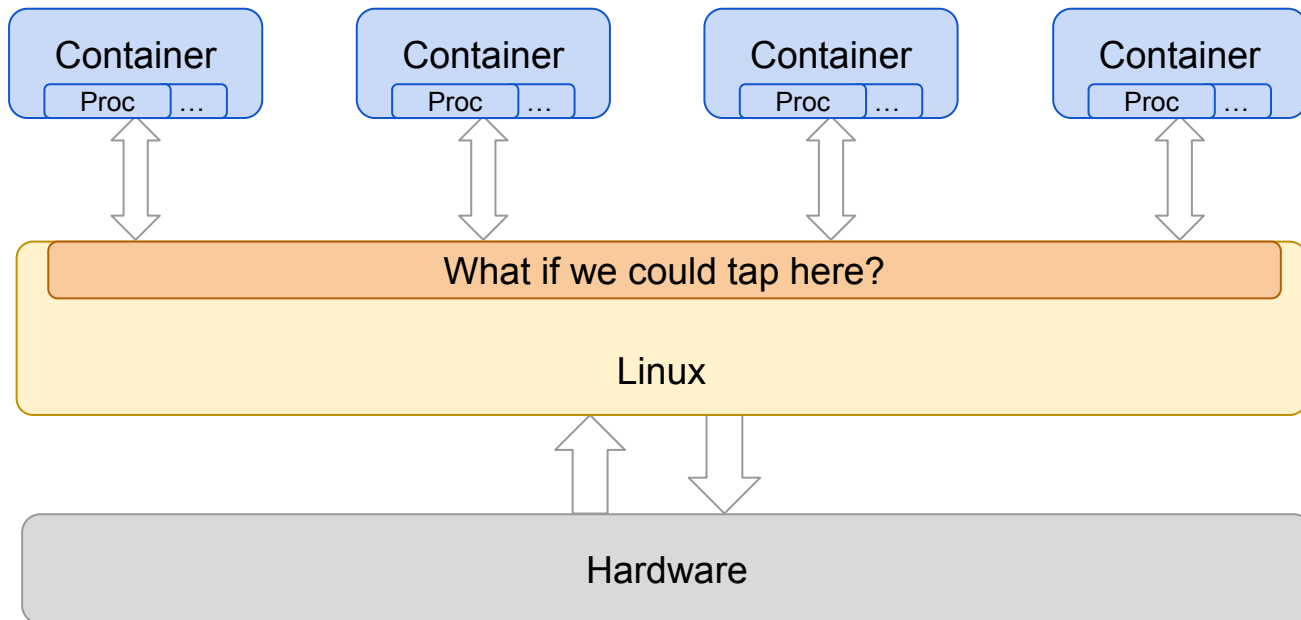 Container Container Container Container
Proc … Proc … Proc … Proc …
What if we could tap here?
Linux
Hardware